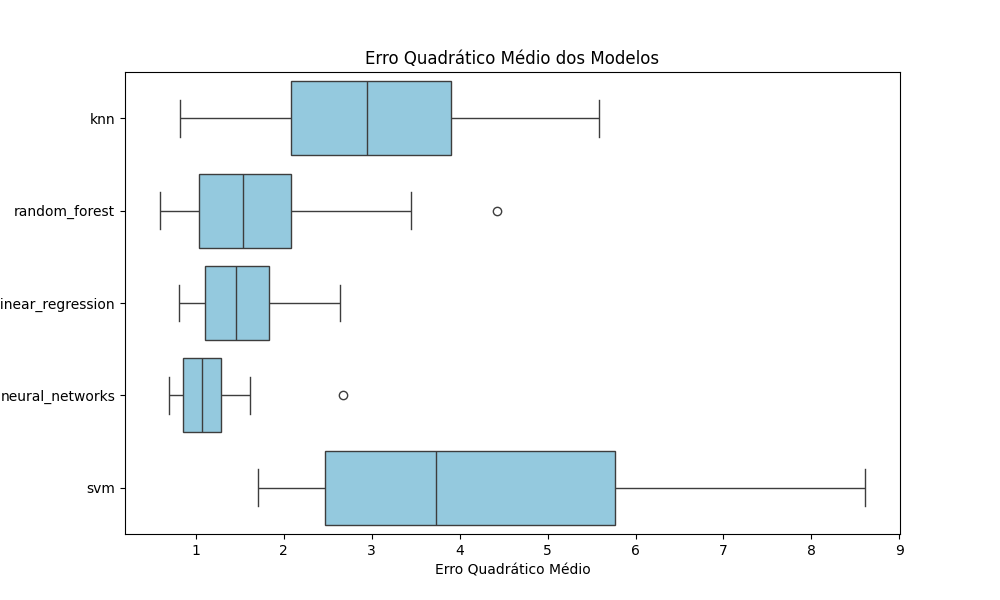 Erro Quadrático Médio dos Modelos
knn
random_forest
inear_regression
neural_networks
svm
1 2 3 4 5 6 7 8 9
Erro Quadrático Médio